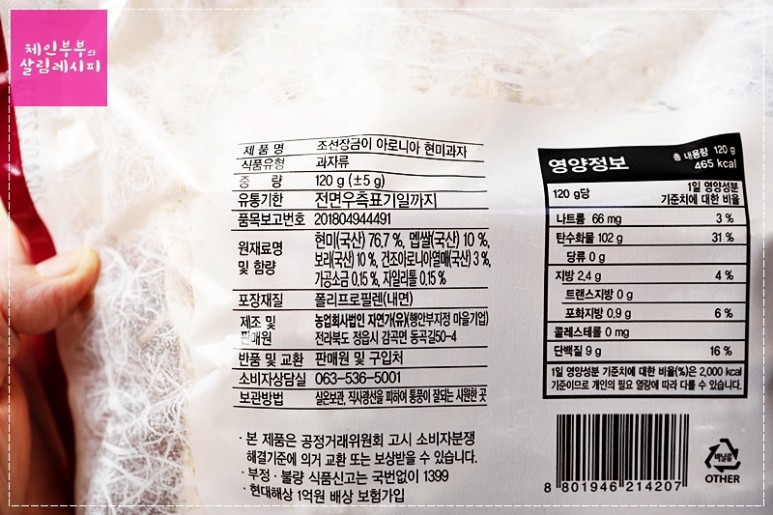 체인부부의
살림레시피
제 품 명 조선장금이 아로니아 현미과자
식품유형 과자류
중 량 120 g (±5 g)
유통기한 전면우측표기일까지
품목보고번호 201804944491
원재료명 및 함량 현미(국산) 76.7 %, 멥쌀(국산) 10 %,
보리(국산) 10 %, 건조아로니아열매(국산) 3 %,
가공소금 0.15 %, 자일리톨 0.15 %
포장재질 폴리프로필렌(내면)
제조 및 판매원 농업회사법인 자연가(유)(행안부지정 마을기업)
전라북도 정읍시 감곡면 동곡길50-4
반품 및 교환 판매원 및 구입처
소비자상담실 063-536-5001
보관방법 실온보관, 직사광선을 피하여 통풍이 잘되는 시원한 곳
· 본 제품은 공정거래위원회 고시 소비자분쟁
해결기준에 의거 교환 또는 보상받을 수 있습니다.
· 부정 · 불량 식품신고는 국번없이 1399
· 현대해상 1억원 배상 보험가입
영양정보 총 내용량 120 g
465 kcal
120 g당 1일 영양성분
기준치에 대한 비율
나트륨 66 mg 3 %
탄수화물 102 g 31 %
당류 0 g
지방 2.4 g 4 %
트랜스지방 0 g
포화지방 0.9 g 6 %
콜레스테롤 0 mg
단백질 9 g 16 %
1일 영양성분 기준치에 대한 비율(%)은 2,000 kcal
기준이므로 개인의 필요 열량에 따라 다를 수 있습니다.
8 801946 214207
비닐류
OTHER